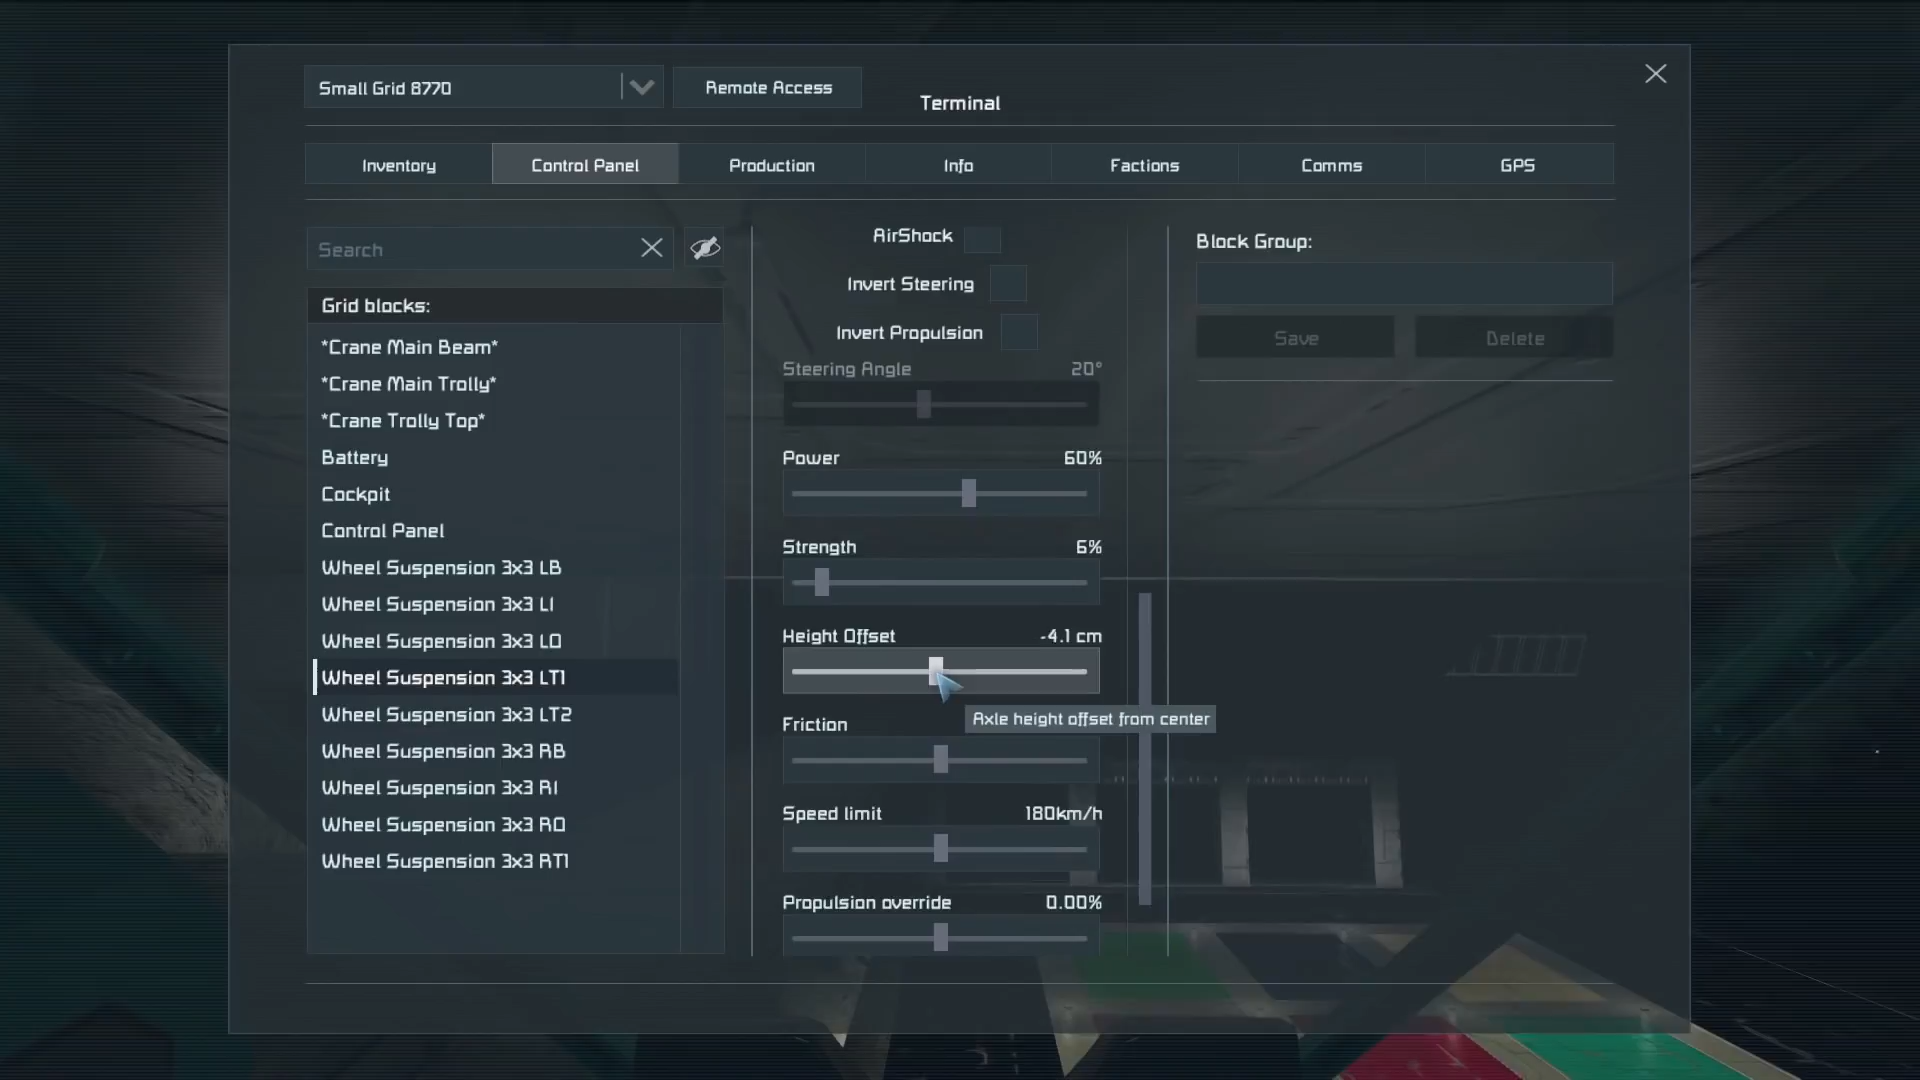 Small Grid 8770
Remote Access
Terminal
Inventory
Control Panel
Production
Info
Factions
Comms
GPS
Search
Grid blocks:
*Crane Main Beam*
*Crane Main Trolly*
*Crane Trolly Top*
Battery
Cockpit
Control Panel
Wheel Suspension 3x3 LB
Wheel Suspension 3x3 LI
Wheel Suspension 3x3 LO
Wheel Suspension 3x3 LT1
Wheel Suspension 3x3 LT2
Wheel Suspension 3x3 RB
Wheel Suspension 3x3 RI
Wheel Suspension 3x3 RO
Wheel Suspension 3x3 RT1
AirShock
Invert Steering
Invert Propulsion
Steering Angle 20°
Power 60%
Strength 6%
Height Offset -4.1 cm
Axle height offset from center
Friction
Speed limit 180km/h
Propulsion override 0.00%
Block Group:
Save
Delete